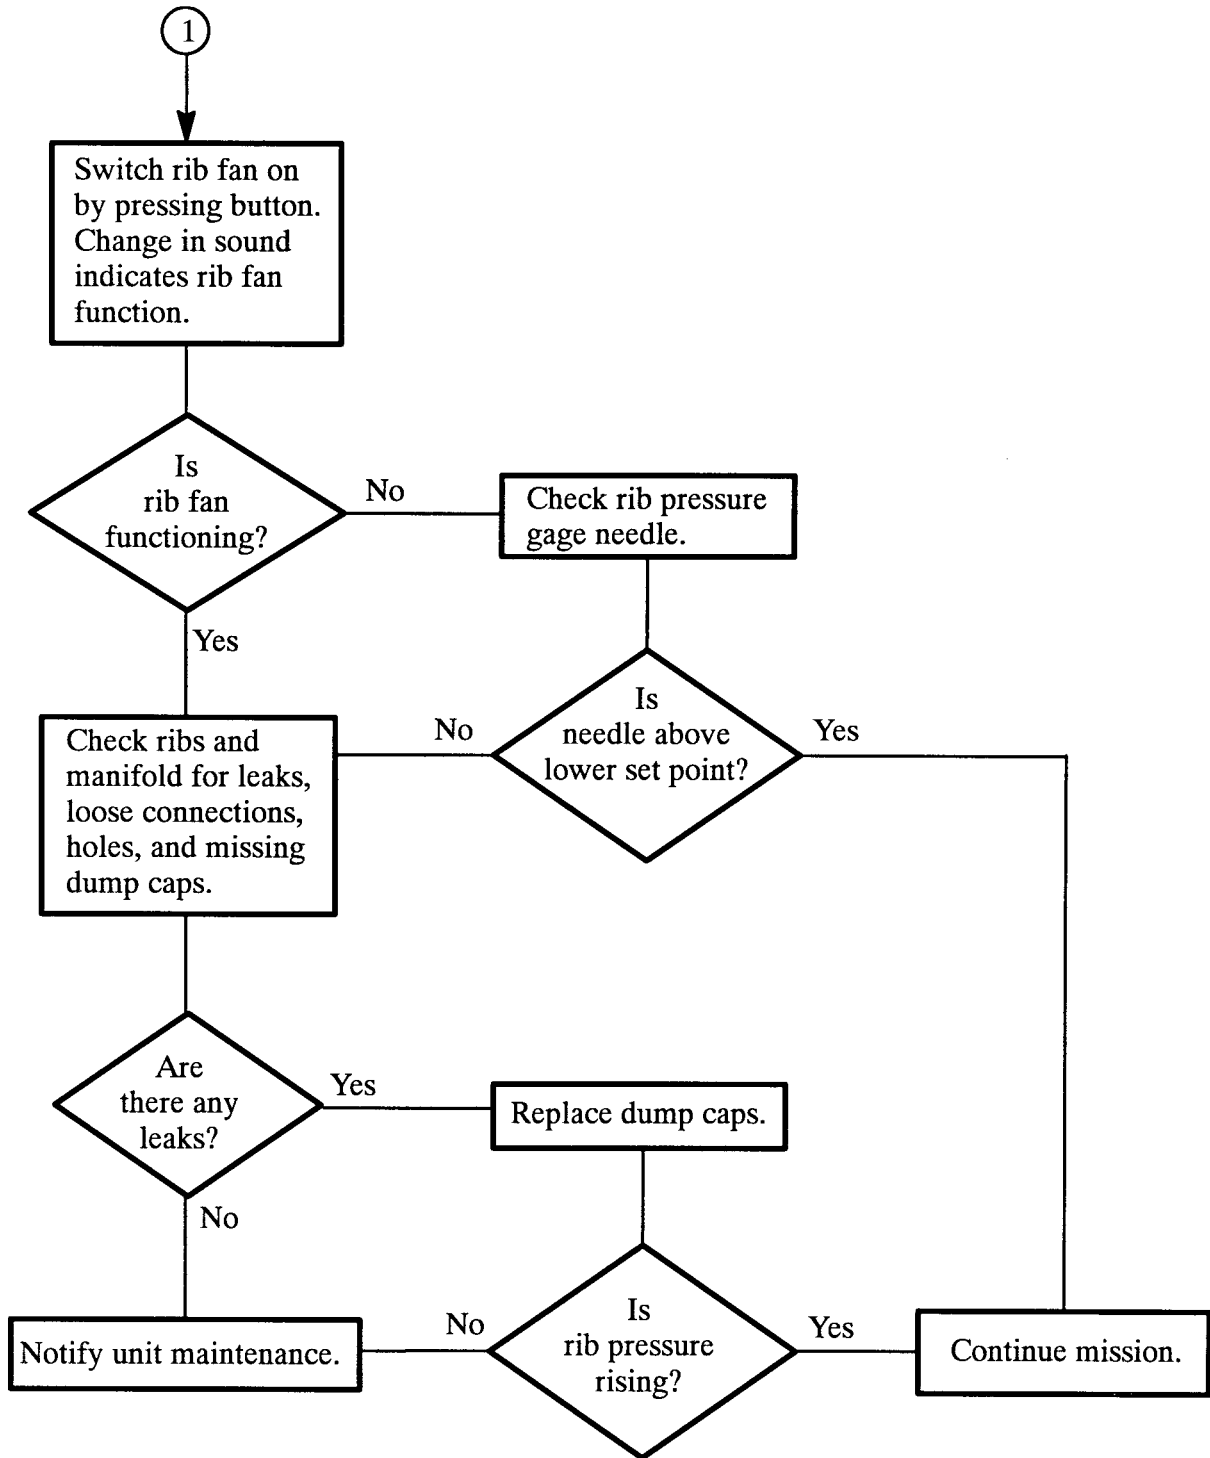 1
Switch rib fan on
by pressing button.
Change in sound
indicates rib fan
function.
Is
rib fan
functioning?
No
Check rib pressure
gage needle.
Yes
Is
needle above
lower set point?
No
Yes
Check ribs and
manifold for leaks,
loose connections,
holes, and missing
dump caps.
Are
there any
leaks?
Yes
Replace dump caps.
No
Is
rib pressure
rising?
No
Yes
Notify unit maintenance.
Continue mission.